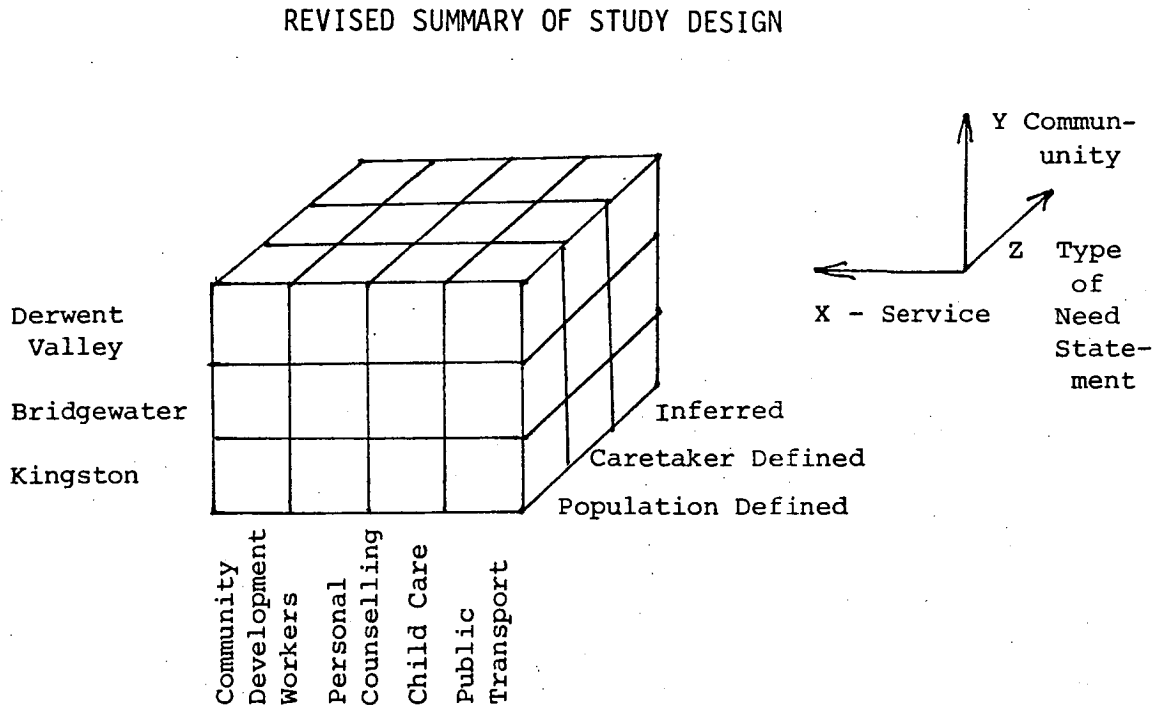 REVISED SUMMARY OF STUDY DESIGN
Y Commun-
unity
Z Type
of
Need
State-
ment
X - Service
Derwent
Valley
Bridgewater
Kingston
Inferred
Caretaker Defined
Population Defined
Community
Development
Workers
Personal
Counselling
Child Care
Public
Transport